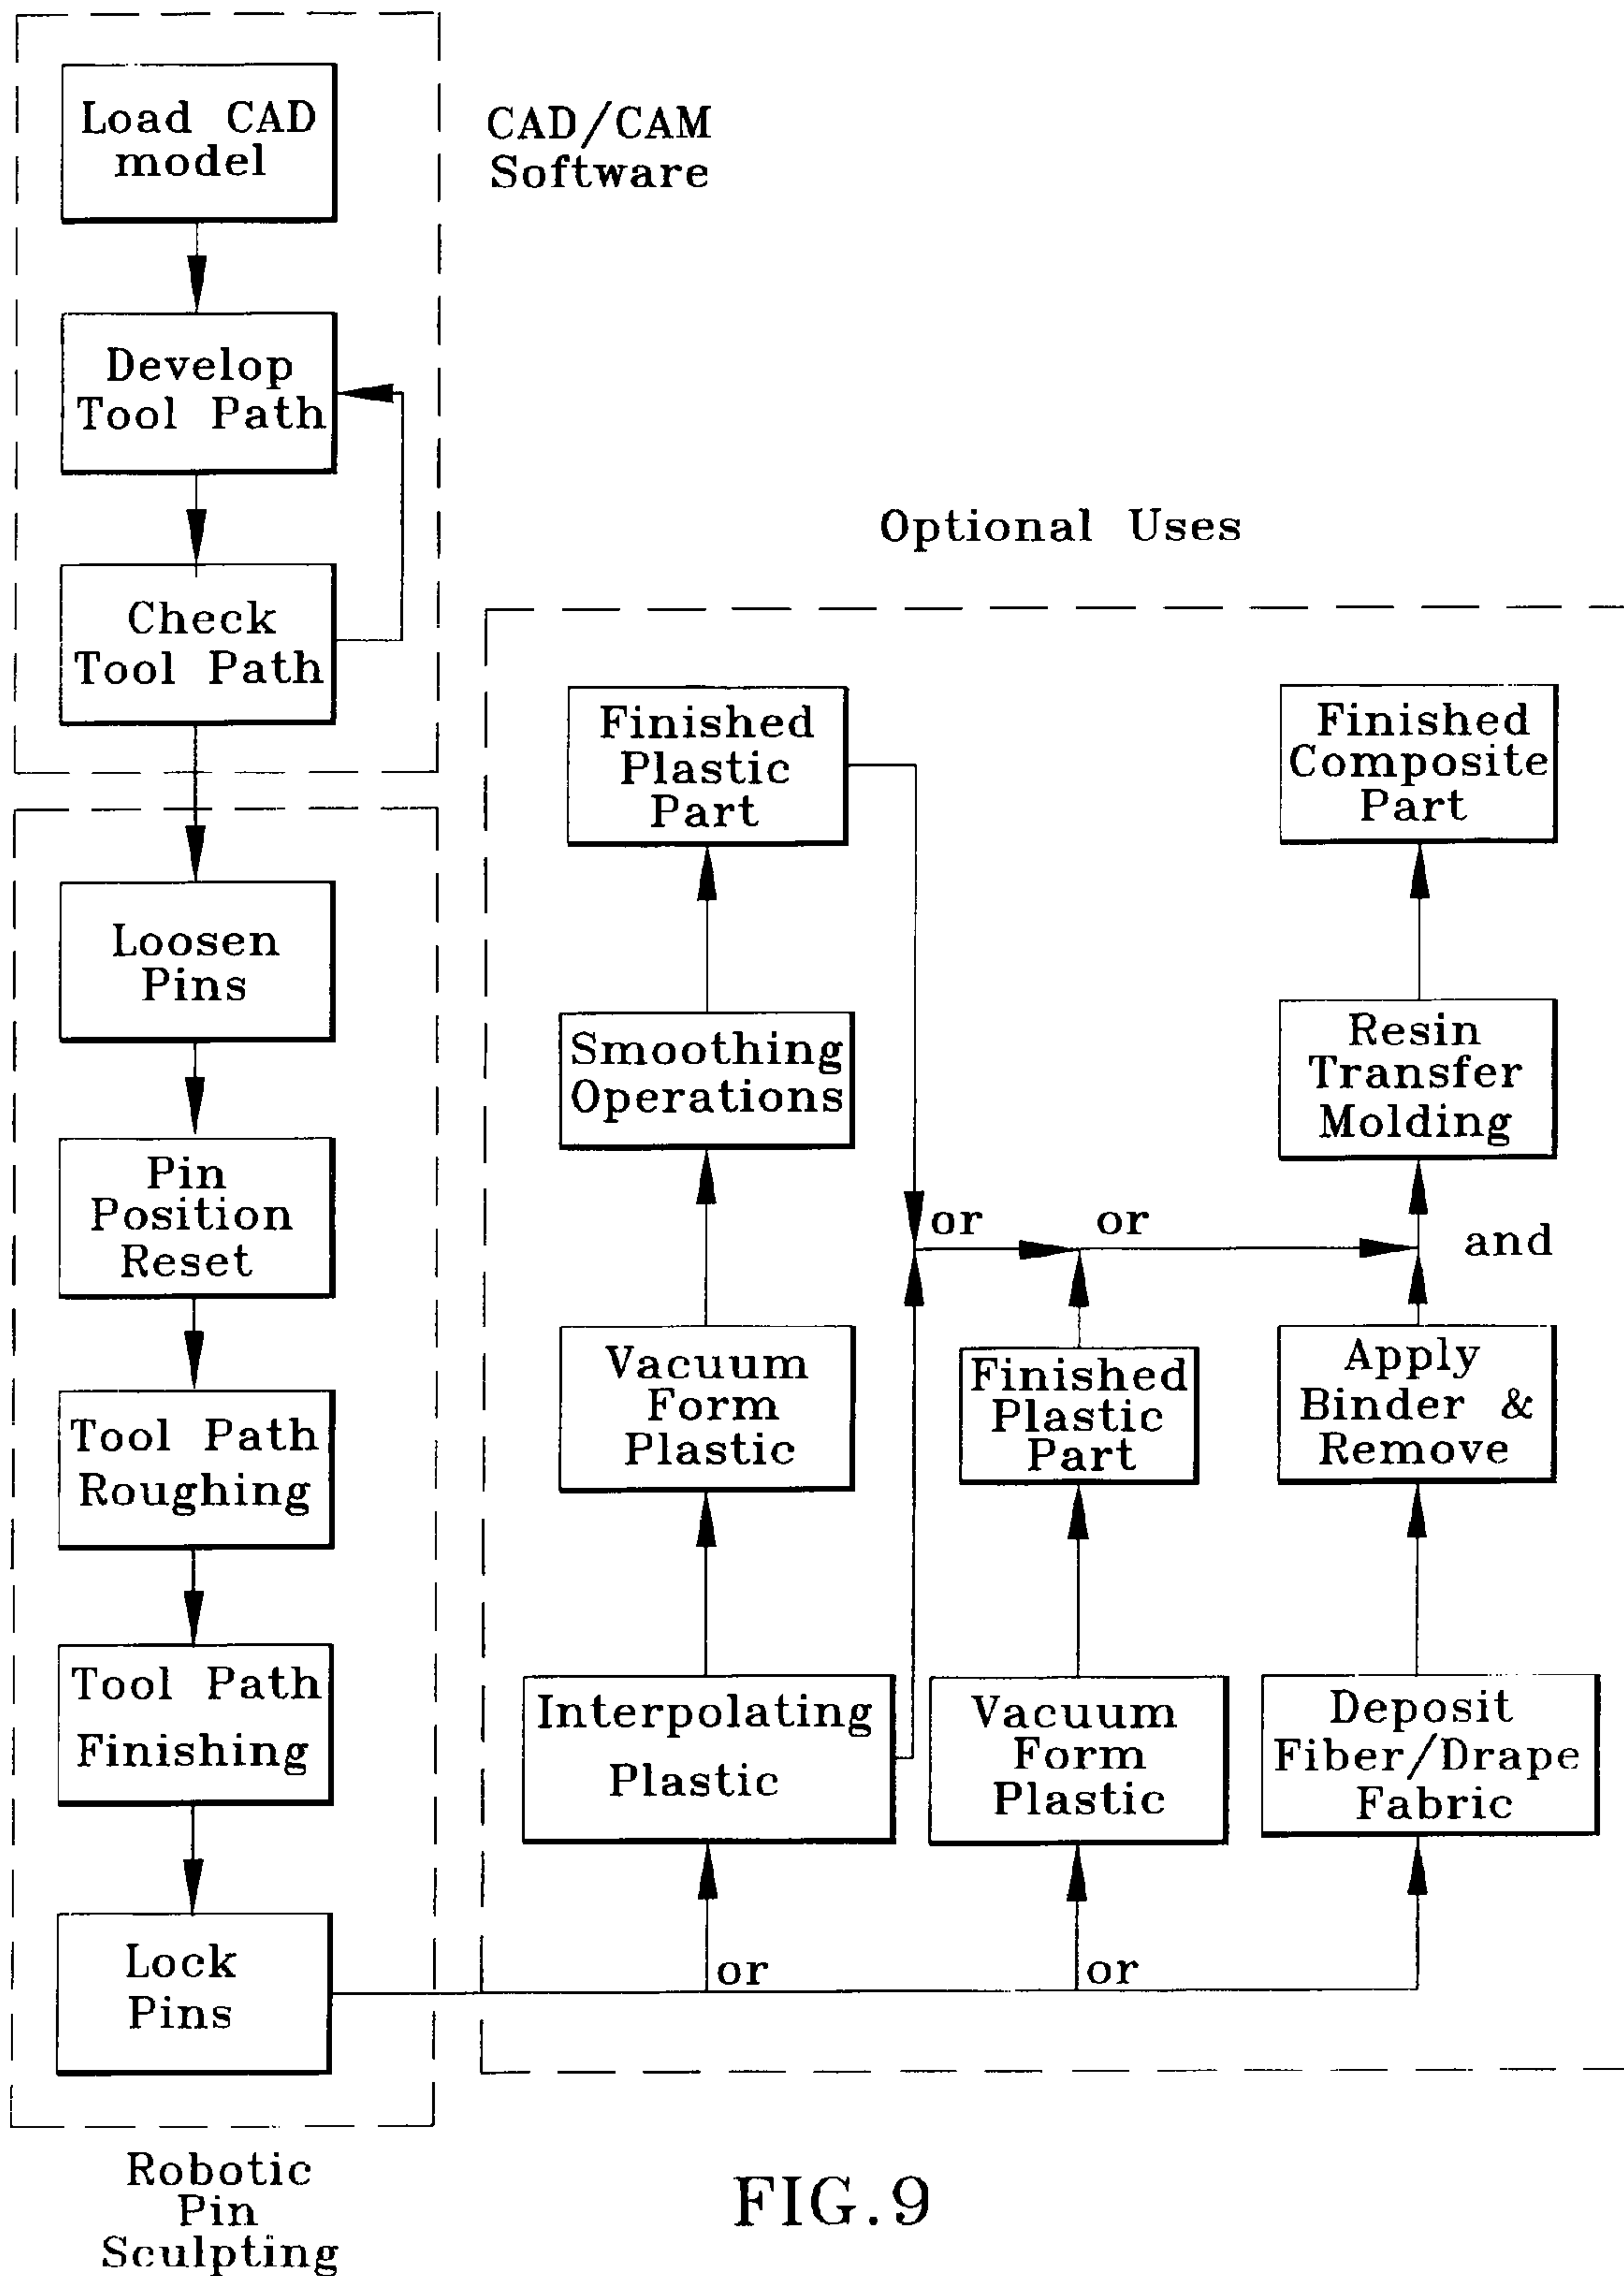 Load CAD
model
CAD/CAM
Software
Develop
Tool Path
Check
Tool Path
Loosen
Pins
Pin
Position
Reset
Tool Path
Roughing
Tool Path
Finishing
Lock
Pins
Robotic
Pin
Sculpting
Optional Uses
Finished
Plastic
Part
Smoothing
Operations
Vacuum
Form
Plastic
Interpolating
Plastic
or
or
Finished
Plastic
Part
Vacuum
Form
Plastic
Finished
Composite
Part
Resin
Transfer
Molding
and
Apply
Binder &
Remove
Deposit
Fiber/Drape
Fabric
or
or
FIG.9